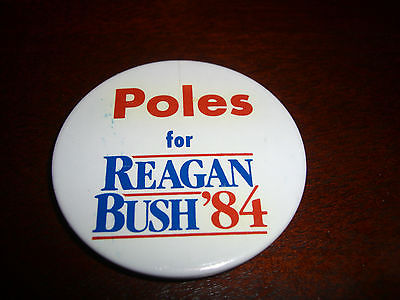 Poles
for
REAGAN
BUSH '84